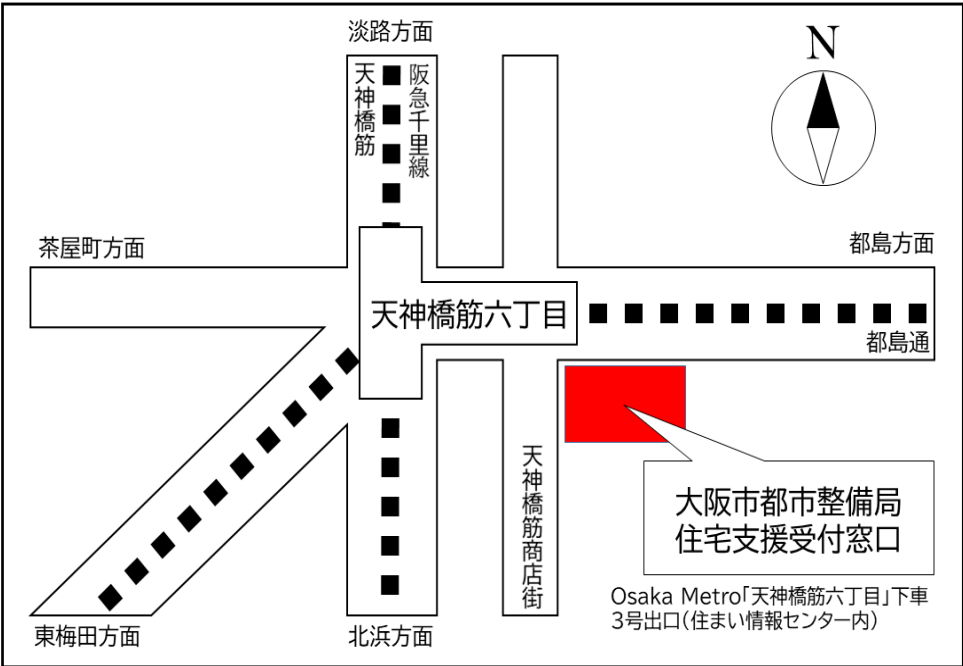 淡路方面
N
天神橋筋
阪急千里線
茶屋町方面
都島方面
天神橋筋六丁目
都島通
天神橋筋商店街
大阪市都市整備局
住宅支援受付窓口
Osaka Metro「天神橋筋六丁目」下車
3号出口(住まい情報センター内)
東梅田方面
北浜方面